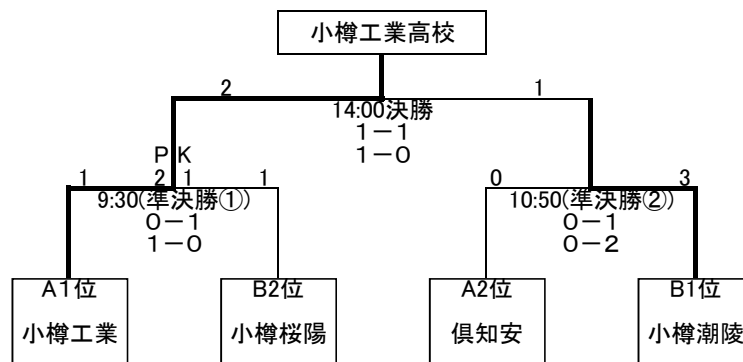 小樽工業高校
2 1
14:00決勝
1－1
1－0
PK
1 2 1 1 0 3
9:30(準決勝①) 10:50(準決勝②)
0－1 0－1
1－0 0－2
A1位 B2位 A2位 B1位
小樽工業 小樽桜陽 倶知安 小樽潮陵